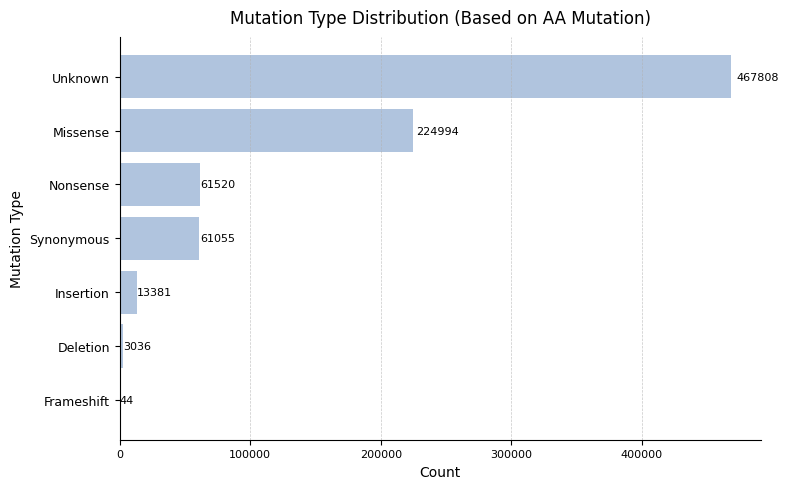 Mutation Type Distribution (Based on AA Mutation)
Mutation Type
Unknown 467808
Missense 224994
Nonsense 61520
Synonymous 61055
Insertion 13381
Deletion 3036
Frameshift 44
0 100000 200000 300000 400000
Count